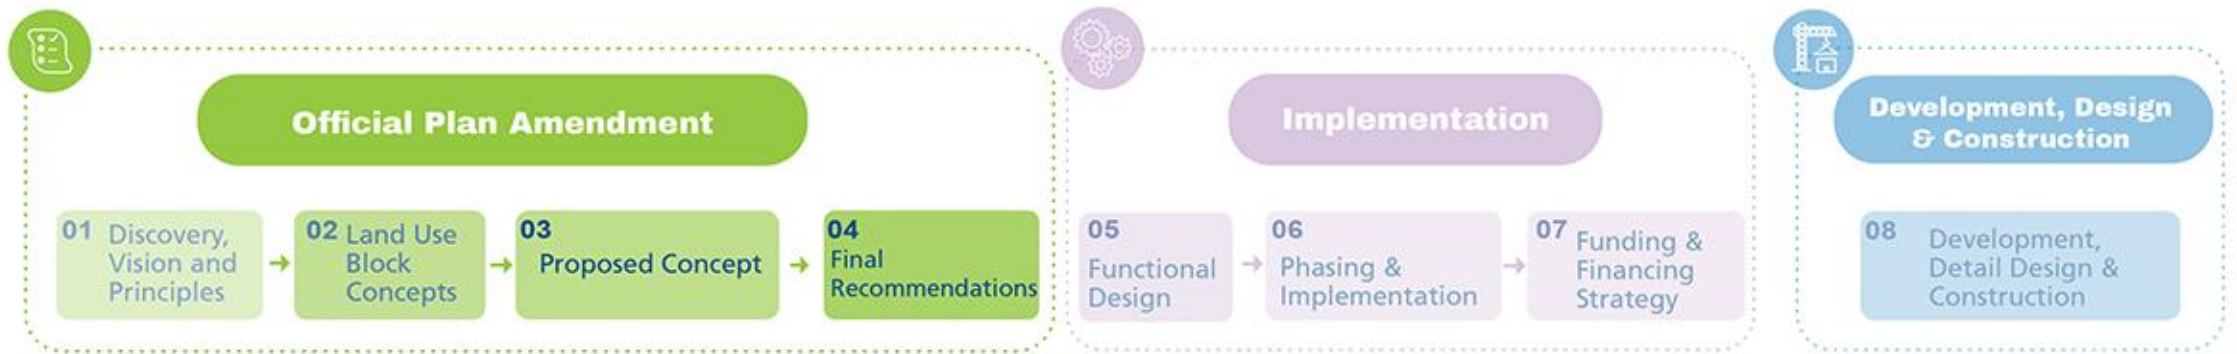 Official Plan Amendment
01 Discovery,
Vision and
Principles
02 Land Use
Block
Concepts
03
Proposed Concept
04
Final
Recommendations
Implementation
05
Functional
Design
06
Phasing &
Implementation
07 Funding &
Financing
Strategy
Development, Design
& Construction
08 Development,
Detail Design &
Construction